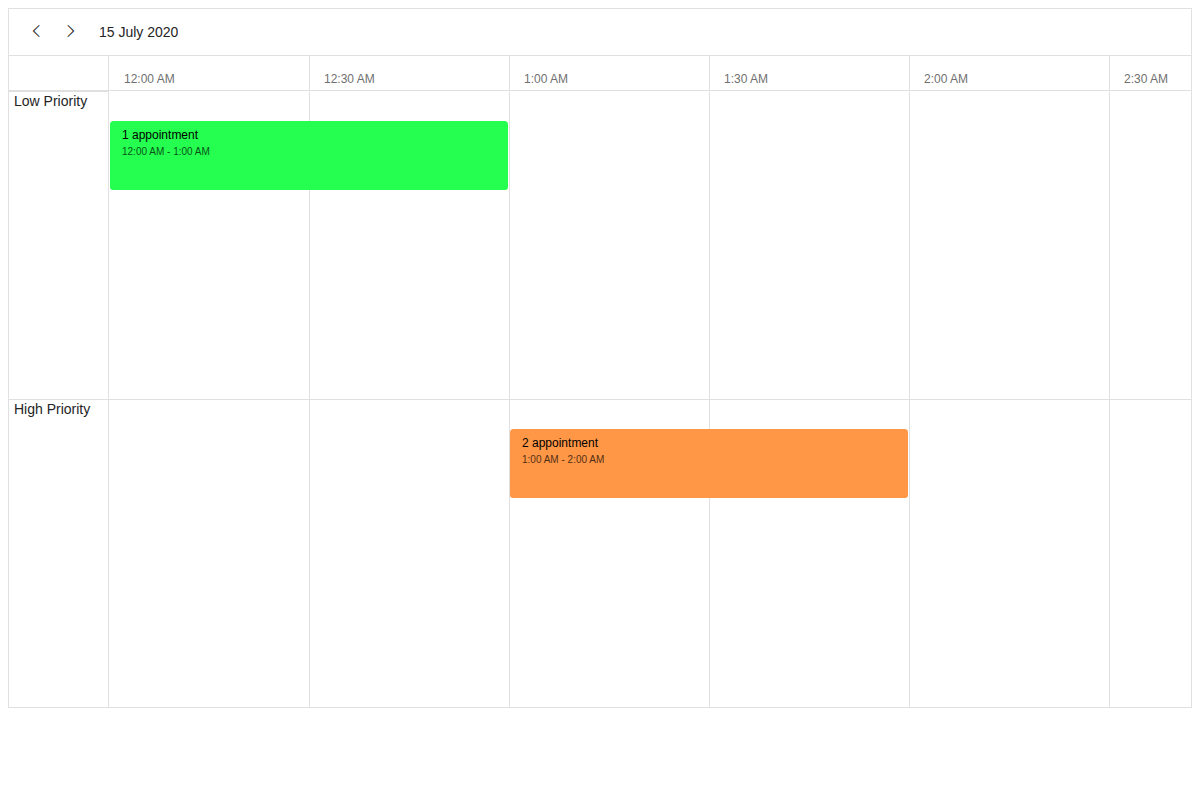 15 July 2020
12:00 AM
12:30 AM
1:00 AM
1:30 AM
2:00 AM
2:30 AM
Low Priority
1 appointment
12:00 AM - 1:00 AM
High Priority
2 appointment
1:00 AM - 2:00 AM